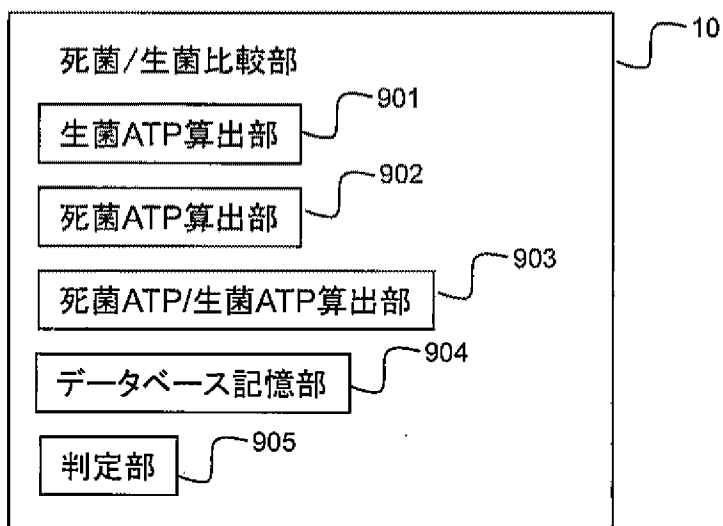 10
死菌/生菌比較部
901
生菌ATP算出部
902
死菌ATP算出部
903
死菌ATP/生菌ATP算出部
904
データベース記憶部
905
判定部